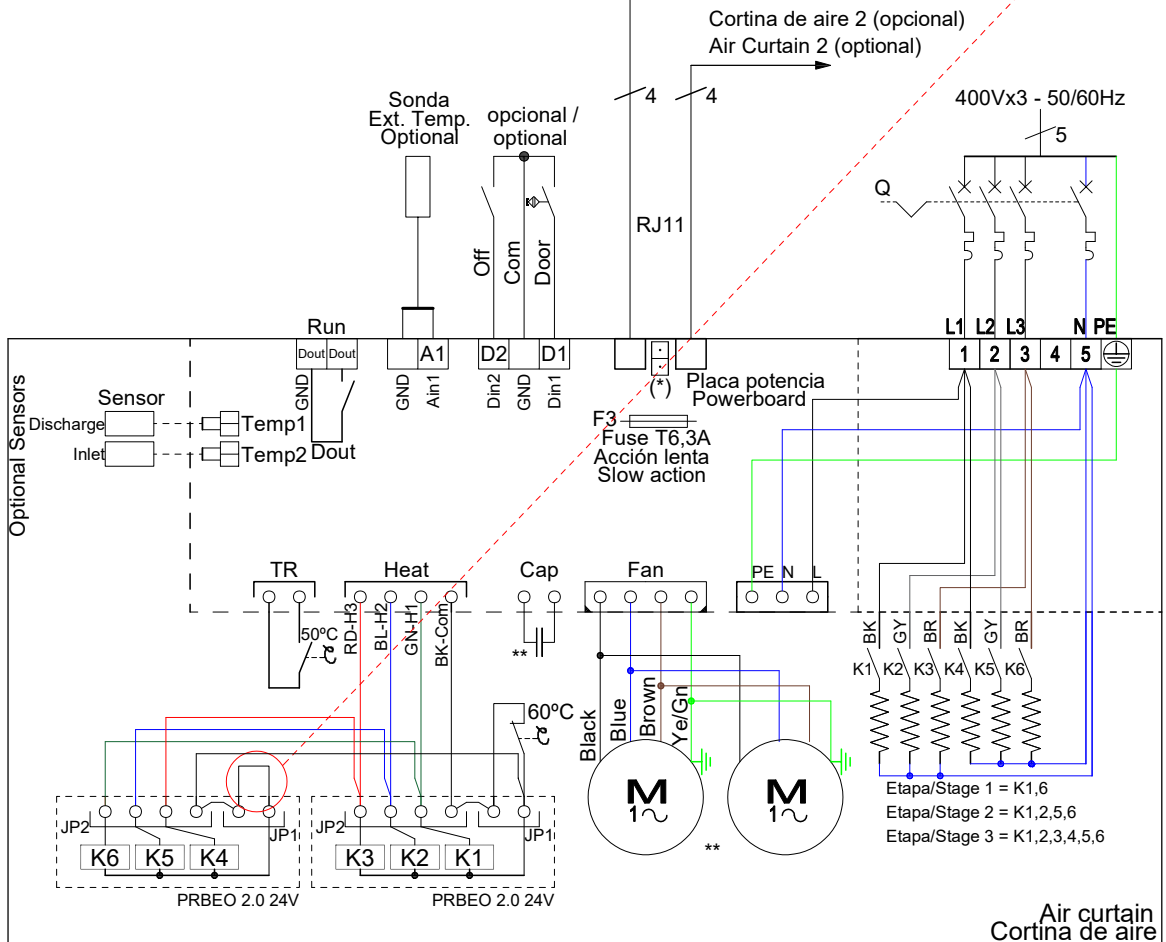 Cortina de aire 2 (opcional)
Air Curtain 2 (optional)
4
4
Sonda
Ext. Temp.
Optional
opcional /
optional
400Vx3 - 50/60Hz
5
Q
RJ11
Off
Com
Door
Run
L1 L2 L3 N PE
Dout Dout
A1
D2
D1
1 2 3 4 5
GND
GND
Ain1
Din2
GND
Din1
(*)
Placa potencia
Powerboard
Optional Sensors
Sensor
Discharge
Temp1
Inlet
Temp2
Dout
F3
Fuse T6,3A
Acción lenta
Slow action
TR
Heat
Cap
Fan
PE N L
50ºC
RD-H3
BL-H2
GN-H1
BK-Com
**
BK
GY
BR
BK
GY
BR
K1 K2 K3 K4 K5 K6
60ºC
Black
Blue
Brown
Ye/Gn
M
1~
M
1~
**
Etapa/Stage 1 = K1,6
Etapa/Stage 2 = K1,2,5,6
Etapa/Stage 3 = K1,2,3,4,5,6
JP2
JP1
JP2
JP1
K6 K5 K4
K3 K2 K1
PRBEO 2.0 24V
PRBEO 2.0 24V
Air curtain
Cortina de aire